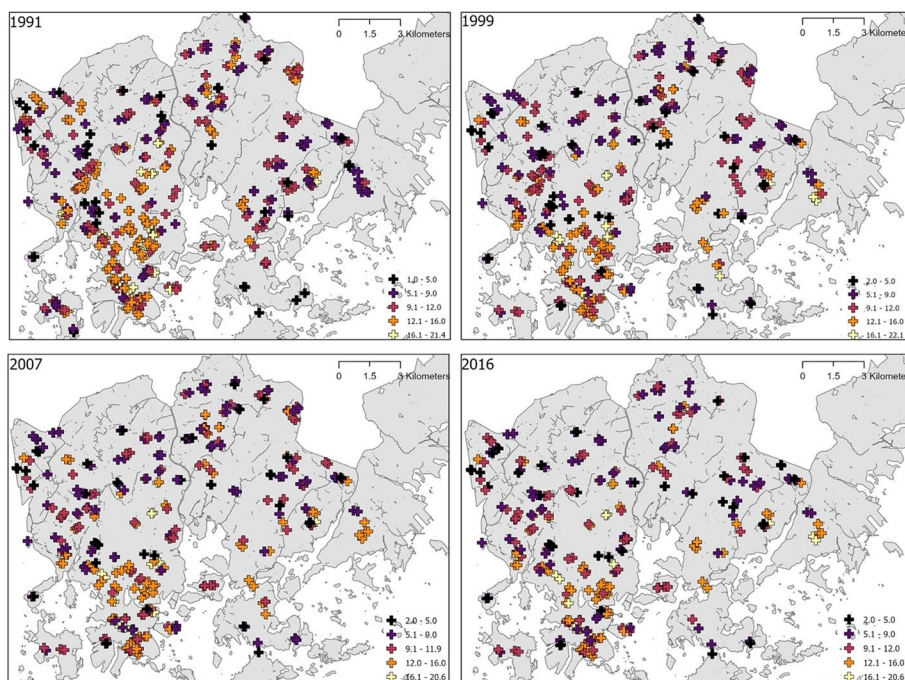 1991
0 1.5 3 Kilometers
1.0 - 5.0
5.1 - 9.0
9.1 - 12.0
12.1 - 16.0
16.1 - 21.4
1999
0 1.5 3 Kilometers
2.0 - 5.0
5.1 - 9.0
9.1 - 12.0
12.1 - 16.0
16.1 - 22.1
2007
0 1.5 3 Kilometers
2.0 - 5.0
5.1 - 9.0
9.1 - 11.9
12.0 - 16.0
16.1 - 20.6
2016
0 1.5 3 Kilometers
2.0 - 5.0
5.1 - 9.0
9.1 - 12.0
12.1 - 16.0
16.1 - 20.6